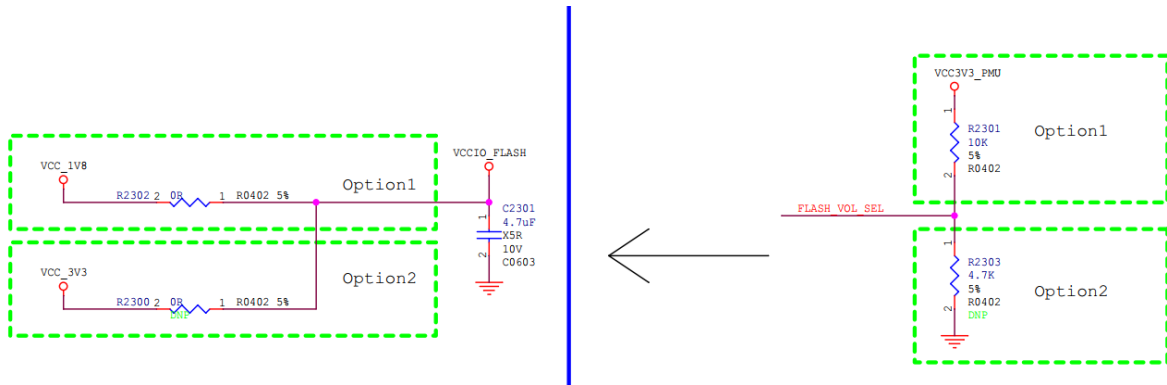 VCC_1V8
R2302 2 0R 1 R0402 5%
Option1
VCC_3V3
R2300 2 0R 1 R0402 5%
DNP
Option2
VCCIO_FLASH
1
C2301
4.7uF
X5R
10V
C0603
2
VCC3V3_PMU
1
R2301
10K
5%
R0402
2
Option1
FLASH_VOL_SEL
1
R2303
4.7K
5%
R0402
DNP
2
Option2